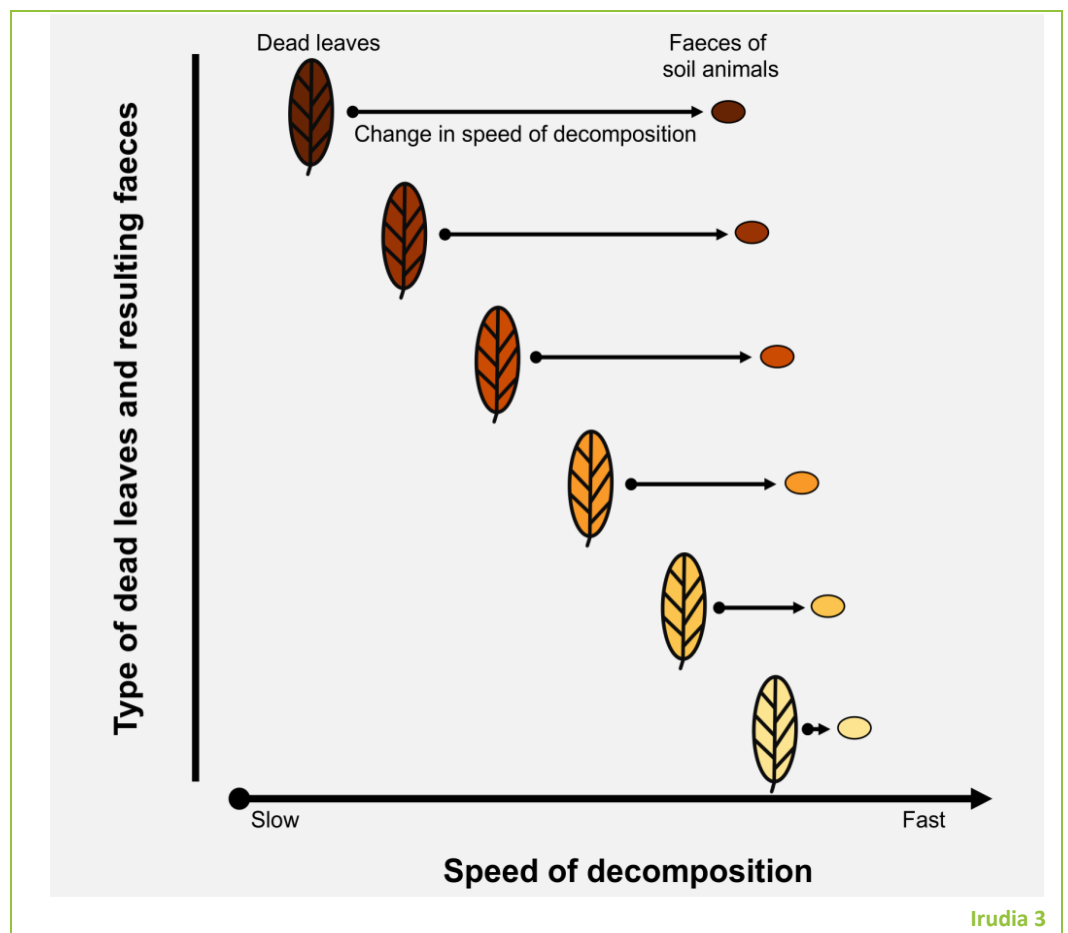 Dead leaves
Faeces of
soil animals
Change in speed of decomposition
Type of dead leaves and resulting faeces
Slow
Fast
Speed of decomposition
Irudia 3